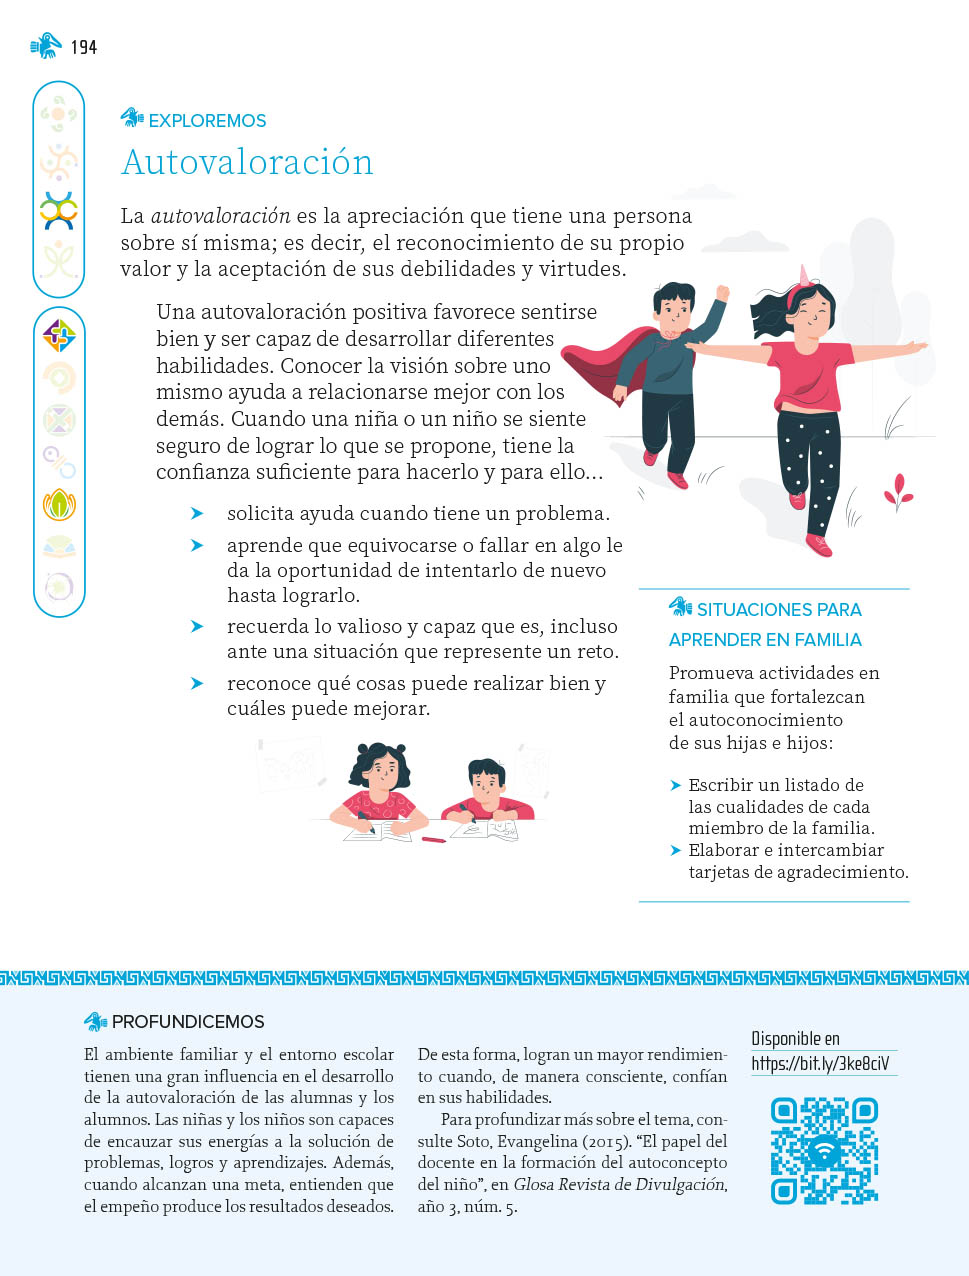 194
EXPLOREMOS
Autovaloración
La autovaloración es la apreciación que tiene una persona
sobre sí misma; es decir, el reconocimiento de su propio
valor y la aceptación de sus debilidades y virtudes.
Una autovaloración positiva favorece sentirse
bien y ser capaz de desarrollar diferentes
habilidades. Conocer la visión sobre uno
mismo ayuda a relacionarse mejor con los
demás. Cuando una niña o un niño se siente
seguro de lograr lo que se propone, tiene la
confianza suficiente para hacerlo y para ello...
➤ solicita ayuda cuando tiene un problema.
➤ aprende que equivocarse o fallar en algo le
da la oportunidad de intentarlo de nuevo
hasta lograrlo.
➤ recuerda lo valioso y capaz que es, incluso
ante una situación que represente un reto.
➤ reconoce qué cosas puede realizar bien y
cuáles puede mejorar.
SITUACIONES PARA
APRENDER EN FAMILIA
Promueva actividades en
familia que fortalezcan
el autoconocimiento
de sus hijas e hijos:
➤ Escribir un listado de
las cualidades de cada
miembro de la familia.
➤ Elaborar e intercambiar
tarjetas de agradecimiento.
PROFUNDICEMOS
El ambiente familiar y el entorno escolar
tienen una gran influencia en el desarrollo
de la autovaloración de las alumnas y los
alumnos. Las niñas y los niños son capaces
de encauzar sus energías a la solución de
problemas, logros y aprendizajes. Además,
cuando alcanzan una meta, entienden que
el empeño produce los resultados deseados.
De esta forma, logran un mayor rendimien-
to cuando, de manera consciente, confían
en sus habilidades.
Para profundizar más sobre el tema, con-
sulte Soto, Evangelina (2015). “El papel del
docente en la formación del autoconcepto
del niño”, en Glosa Revista de Divulgación,
año 3, núm. 5.
Disponible en
https://bit.ly/3ke8ciV